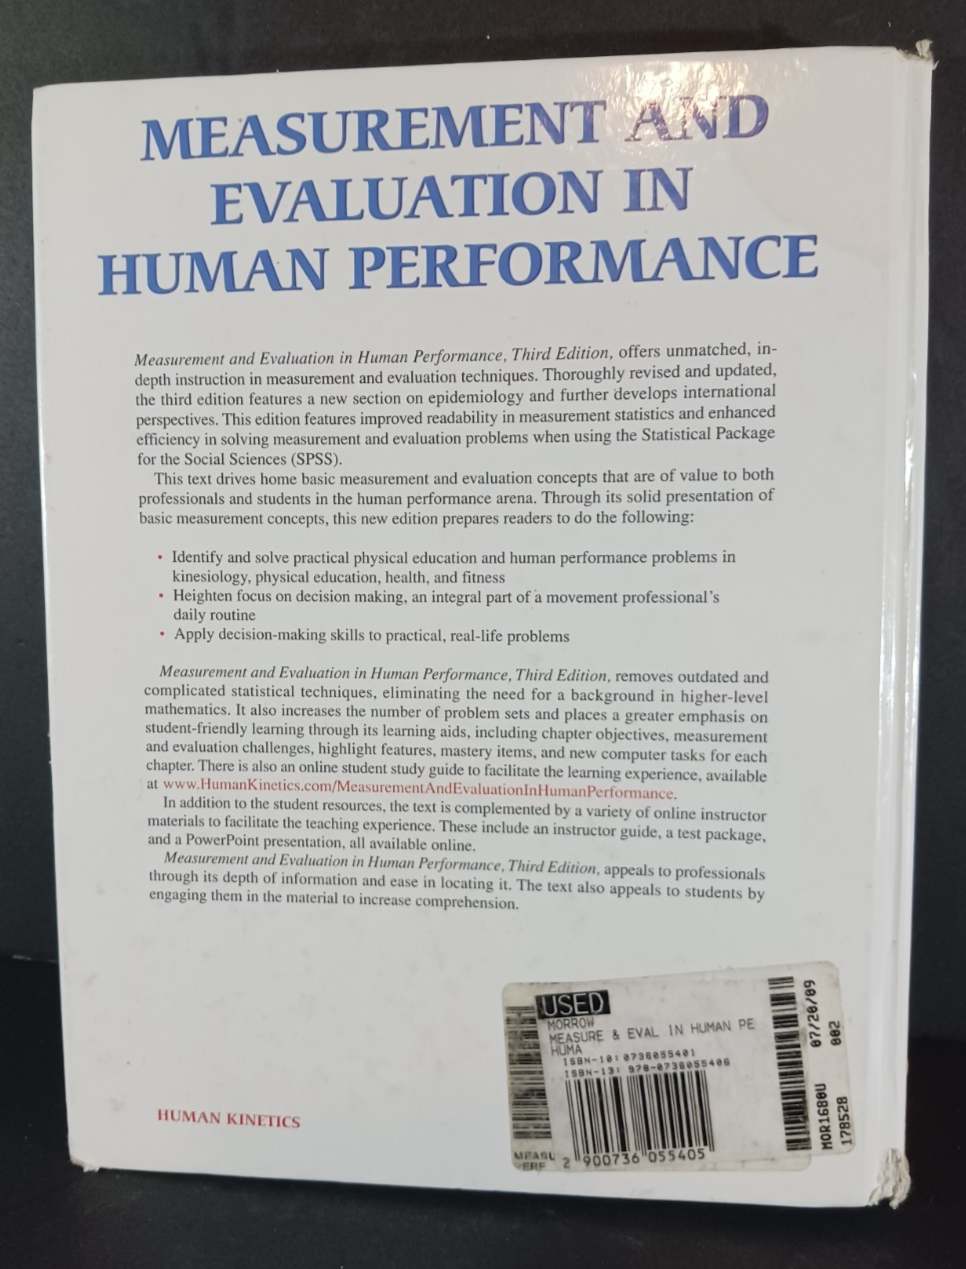 MEASUREMENT AND
EVALUATION IN
HUMAN PERFORMANCE
Measurement and Evaluation in Human Performance, Third Edition, offers unmatched, in-
depth instruction in measurement and evaluation techniques. Thoroughly revised and updated,
the third edition features a new section on epidemiology and further develops international
perspectives. This edition features improved readability in measurement statistics and enhanced
efficiency in solving measurement and evaluation problems when using the Statistical Package
for the Social Sciences (SPSS).
This text drives home basic measurement and evaluation concepts that are of value to both
professionals and students in the human performance arena. Through its solid presentation of
basic measurement concepts, this new edition prepares readers to do the following:
• Identify and solve practical physical education and human performance problems in
kinesiology, physical education, health, and fitness
• Heighten focus on decision making, an integral part of a movement professional's
daily routine
• Apply decision-making skills to practical, real-life problems
Measurement and Evaluation in Human Performance, Third Edition, removes outdated and
complicated statistical techniques, eliminating the need for a background in higher-level
mathematics. It also increases the number of problem sets and places a greater emphasis on
student-friendly learning through its learning aids, including chapter objectives, measurement
and evaluation challenges, highlight features, mastery items, and new computer tasks for each
chapter. There is also an online student study guide to facilitate the learning experience, available
at www.HumanKinetics.com/MeasurementAndEvaluationInHumanPerformance.
In addition to the student resources, the text is complemented by a variety of online instructor
materials to facilitate the teaching experience. These include an instructor guide, a test package,
and a PowerPoint presentation, all available online.
Measurement and Evaluation in Human Performance, Third Edition, appeals to professionals
through its depth of information and ease in locating it. The text also appeals to students by
engaging them in the material to increase comprehension.
HUMAN KINETICS
USED
MORROW
MEASURE & EVAL IN HUMAN PE
HUMA
ISBN-10: 0736055401
ISBN-13: 978-0736055406
2 900736 055405
07/20/09
002
MOR1680U
178528